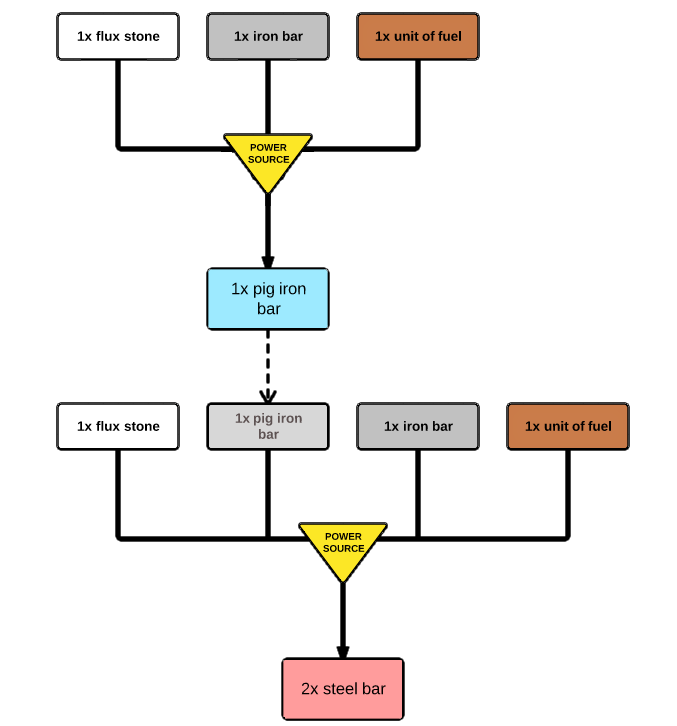 1x flux stone
1x iron bar
1x unit of fuel
POWER
SOURCE
1x pig iron
bar
1x flux stone
1x pig iron
bar
1x iron bar
1x unit of fuel
POWER
SOURCE
2x steel bar